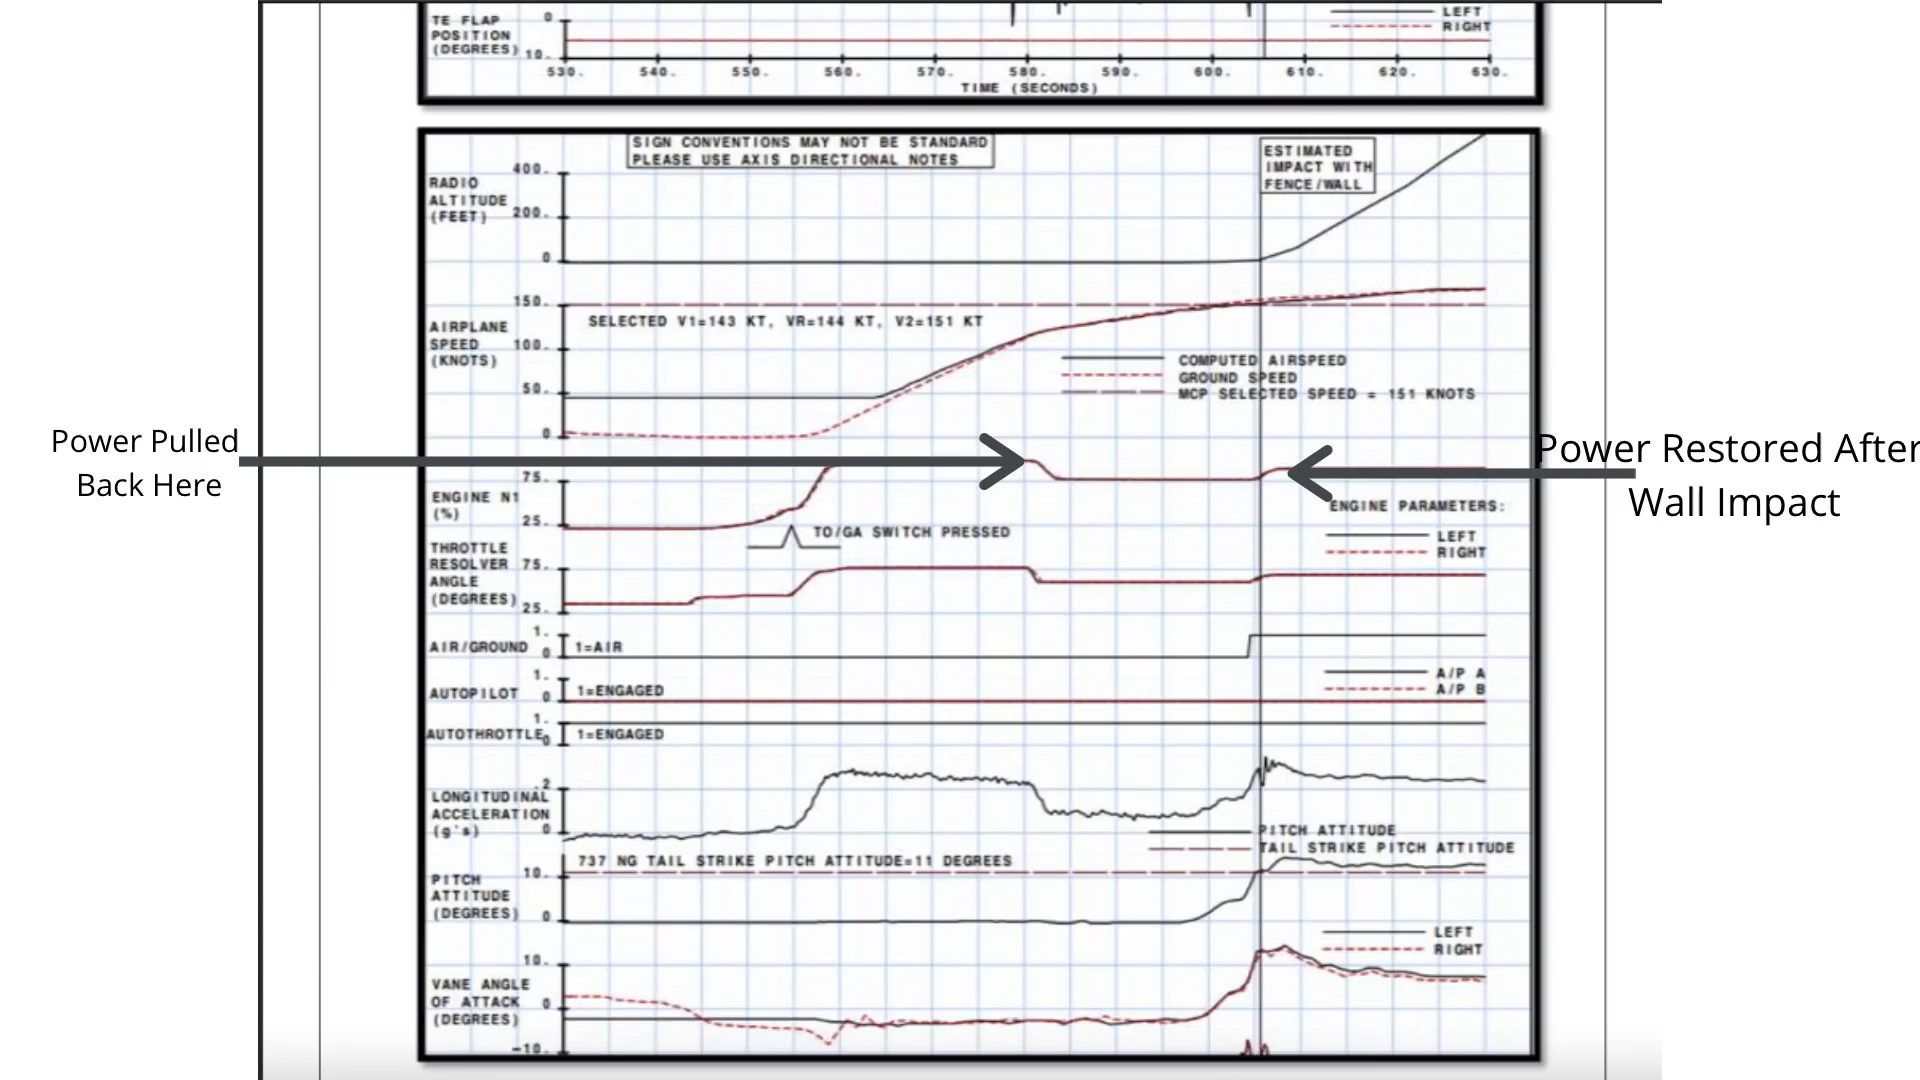 TE FLAP
POSITION
(DEGREES)
0
10.
LEFT
RIGHT
530. 540. 550. 560. 570. 580. 590. 600. 610. 620. 630.
TIME (SECONDS)
SIGN CONVENTIONS MAY NOT BE STANDARD
PLEASE USE AXIS DIRECTIONAL NOTES
ESTIMATED
IMPACT WITH
FENCE/WALL
RADIO
ALTITUDE
(FEET)
400.
200.
0
AIRPLANE
SPEED
(KNOTS)
150.
100.
50.
0
SELECTED V1=143 KT, VR=144 KT, V2=151 KT
COMPUTED AIRSPEED
GROUND SPEED
MCP SELECTED SPEED = 151 KNOTS
Power Pulled
Back Here
Power Restored After
Wall Impact
ENGINE N1
(%)
75.
25.
ENGINE PARAMETERS:
LEFT
RIGHT
TO/GA SWITCH PRESSED
THROTTLE
RESOLVER
ANGLE
(DEGREES)
75.
25.
AIR/GROUND
1.
0
1=AIR
AUTOPILOT
1.
0
1=ENGAGED
A/P A
A/P B
AUTOTHROTTLE
1.
0
1=ENGAGED
LONGITUDINAL
ACCELERATION
(g's)
.2
0
PITCH ATTITUDE
TAIL STRIKE PITCH ATTITUDE
737 NG TAIL STRIKE PITCH ATTITUDE=11 DEGREES
PITCH
ATTITUDE
(DEGREES)
10.
0
LEFT
RIGHT
VANE ANGLE
OF ATTACK
(DEGREES)
10.
0
-10.